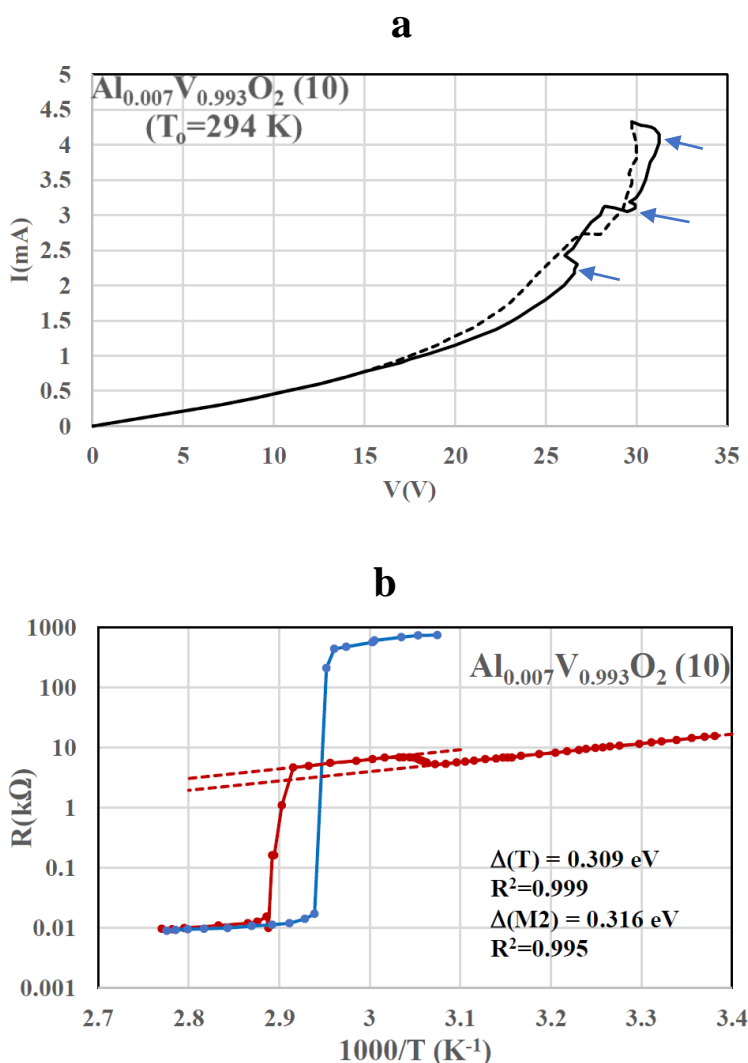 a
Al₀.₀₀₇V₀.₉₉₃O₂ (10)
(Tₒ=294 K)
I(mA)
5
4.5
4
3.5
3
2.5
2
1.5
1
0.5
0
0 5 10 15 20 25 30 35
V(V)
b
Al₀.₀₀₇V₀.₉₉₃O₂ (10)
R(kΩ)
1000
100
10
1
0.1
0.01
0.001
Δ(T) = 0.309 eV
R²=0.999
Δ(M2) = 0.316 eV
R²=0.995
2.7 2.8 2.9 3 3.1 3.2 3.3 3.4
1000/T (K⁻¹)